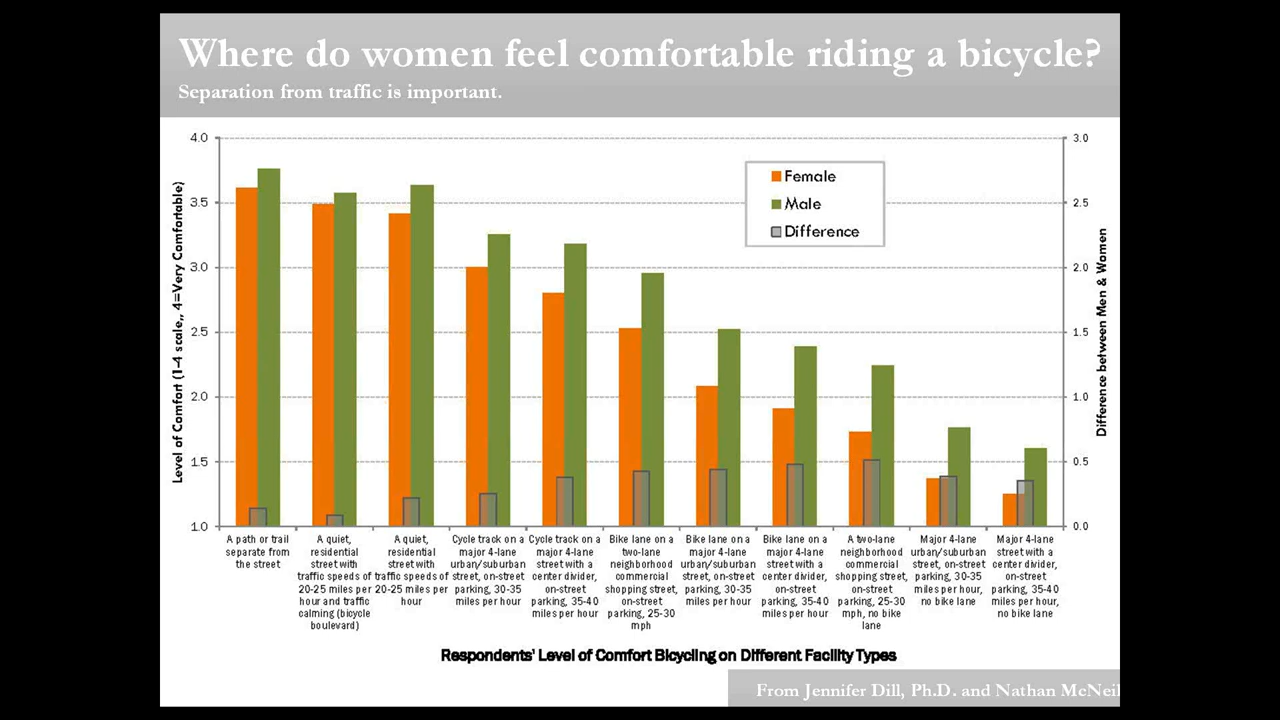 Where do women feel comfortable riding a bicycle?
Separation from traffic is important.
4.0
3.5
3.0
2.5
2.0
1.5
1.0
Level of Comfort (1-4 scale,, 4=Very Comfortable)
Female
Male
Difference
3.0
2.5
2.0
1.5
1.0
0.5
0.0
Difference between Men & Women
A path or trail
separate from
the street
A quiet,
residential
street with
traffic speeds of
20-25 miles per
hour and traffic
calming (bicycle
boulevard)
A quiet,
residential
street with
traffic speeds of
20-25 miles per
hour
Cycle track on a
major 4-lane
urban/suburban
street, on-street
parking, 30-35
miles per hour
Cycle track on a
major 4-lane
street with a
center divider,
on-street
parking, 35-40
miles per hour
Bike lane on a
two-lane
neighborhood
commercial
shopping street,
on-street
parking, 25-30
mph
Bike lane on a
major 4-lane
urban/suburban
street, on-street
parking, 30-35
miles per hour
Bike lane on a
major 4-lane
street with a
center divider,
on-street
parking, 35-40
miles per hour
A two-lane
neighborhood
commercial
shopping street,
on-street
parking, 25-30
mph, no bike
lane
Major 4-lane
urban/suburban
street, on-street
parking, 30-35
miles per hour,
no bike lane
Major 4-lane
street with a
center divider,
on-street
parking, 35-40
miles per hour,
no bike lane
Respondents' Level of Comfort Bicycling on Different Facility Types
From Jennifer Dill, Ph.D. and Nathan McNeil